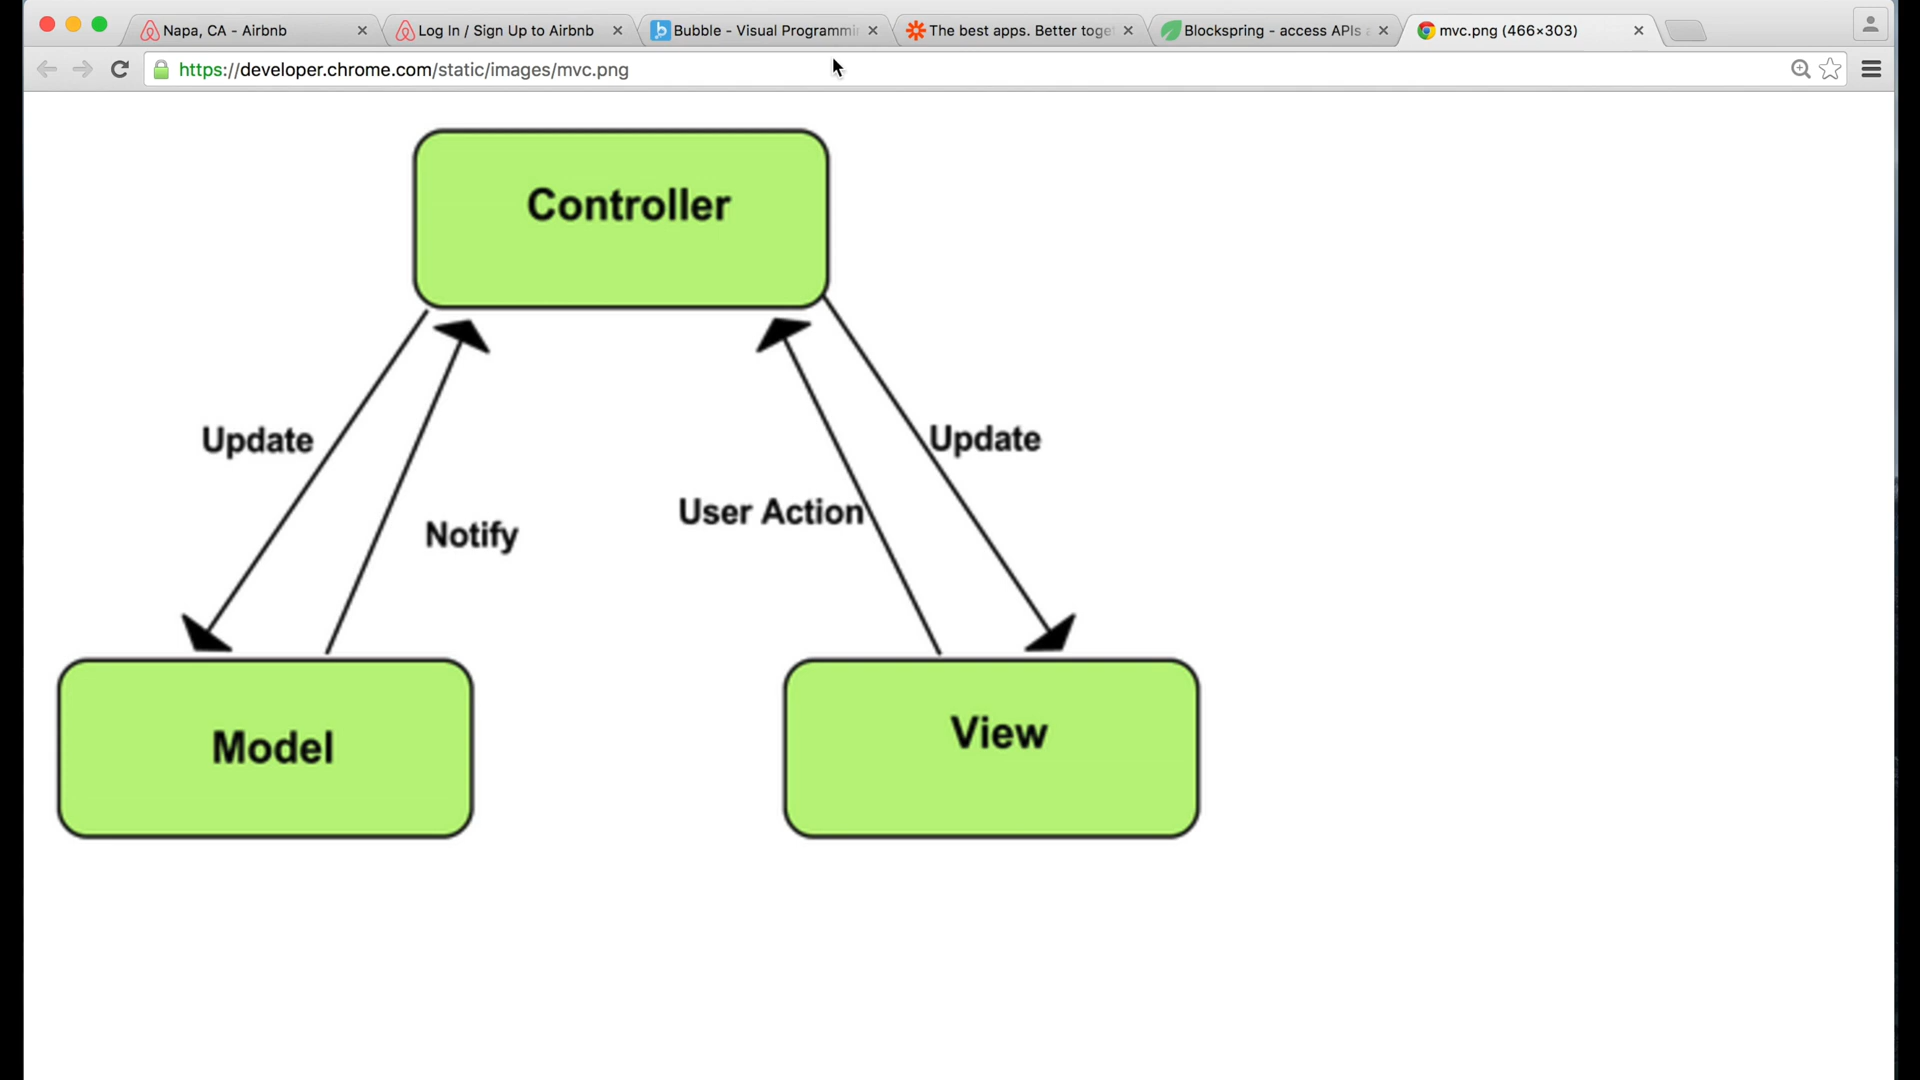 Napa, CA - Airbnb
Log In / Sign Up to Airbnb
Bubble - Visual Programmi
The best apps. Better toge
Blockspring - access APIs
mvc.png (466×303)
https://developer.chrome.com/static/images/mvc.png
Controller
Update
Update
User Action
Notify
View
Model